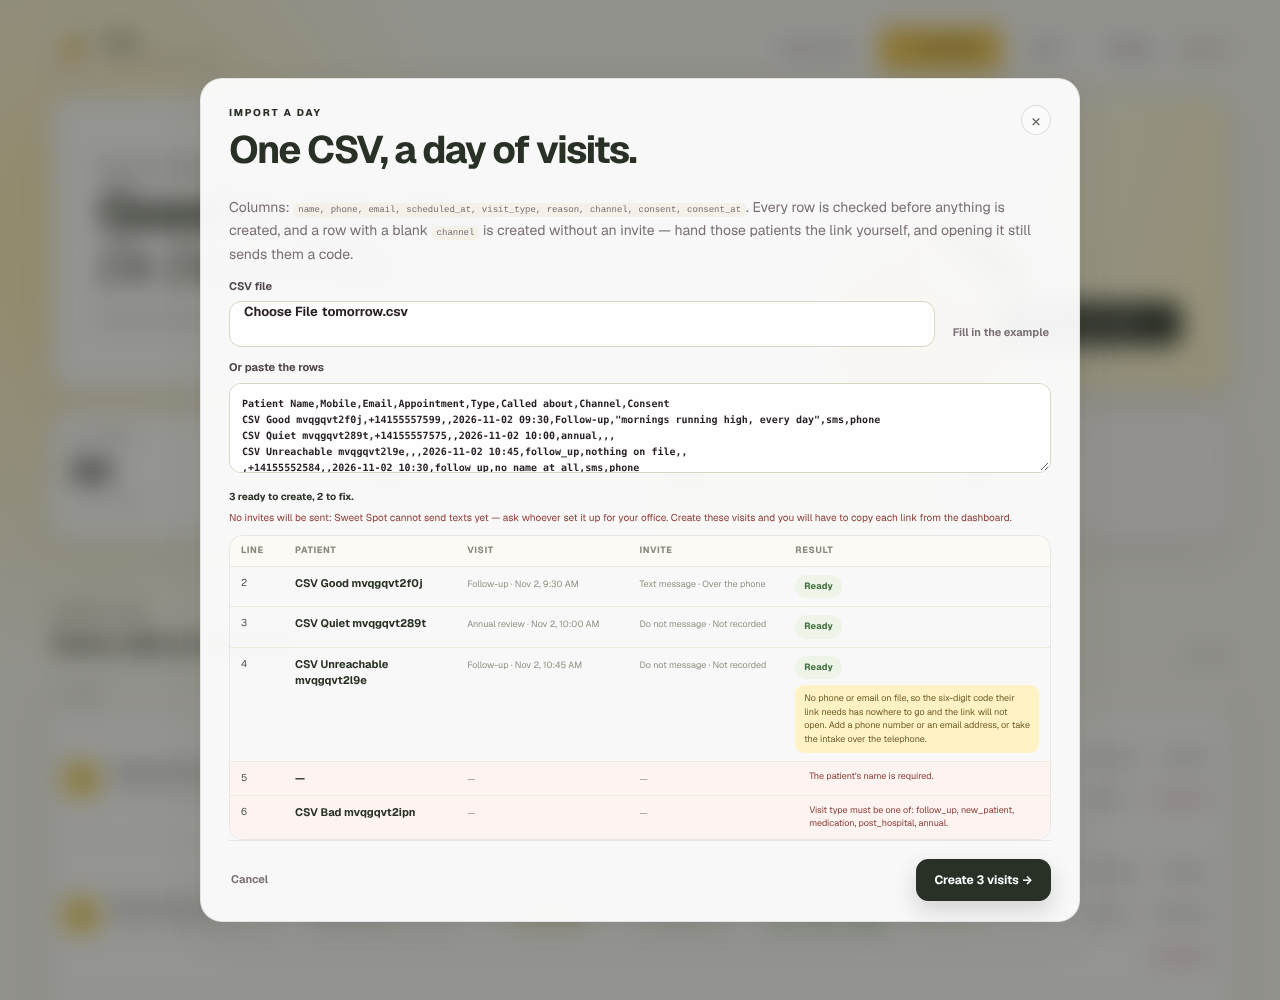 IMPORT A DAY
One CSV, a day of visits.
×
Columns: name, phone, email, scheduled_at, visit_type, reason, channel, consent, consent_at. Every row is checked before anything is
created, and a row with a blank channel is created without an invite — hand those patients the link yourself, and opening it still
sends them a code.
CSV file
Choose File tomorrow.csv
Fill in the example
Or paste the rows
Patient Name,Mobile,Email,Appointment,Type,Called about,Channel,Consent
CSV Good mvqgqvt2f0j,+14155557599,,2026-11-02 09:30,Follow-up,"mornings running high, every day",sms,phone
CSV Quiet mvqgqvt289t,+14155557575,,2026-11-02 10:00,annual,,,
CSV Unreachable mvqgqvt2l9e,,,2026-11-02 10:45,follow_up,nothing on file,,
,+14155552584,,2026-11-02 10:30,follow up,no name at all,sms,phone
3 ready to create, 2 to fix.
No invites will be sent: Sweet Spot cannot send texts yet — ask whoever set it up for your office. Create these visits and you will have to copy each link from the dashboard.
LINE PATIENT VISIT INVITE RESULT
2 CSV Good mvqgqvt2f0j Follow-up · Nov 2, 9:30 AM Text message · Over the phone Ready
3 CSV Quiet mvqgqvt289t Annual review · Nov 2, 10:00 AM Do not message · Not recorded Ready
4 CSV Unreachable Follow-up · Nov 2, 10:45 AM Do not message · Not recorded Ready
mvqgqvt2l9e
No phone or email on file, so the six-digit code their
link needs has nowhere to go and the link will not
open. Add a phone number or an email address, or take
the intake over the telephone.
5 — — — The patient's name is required.
6 CSV Bad mvqgqvt2ipn — — Visit type must be one of: follow_up, new_patient,
medication, post_hospital, annual.
Cancel
Create 3 visits →